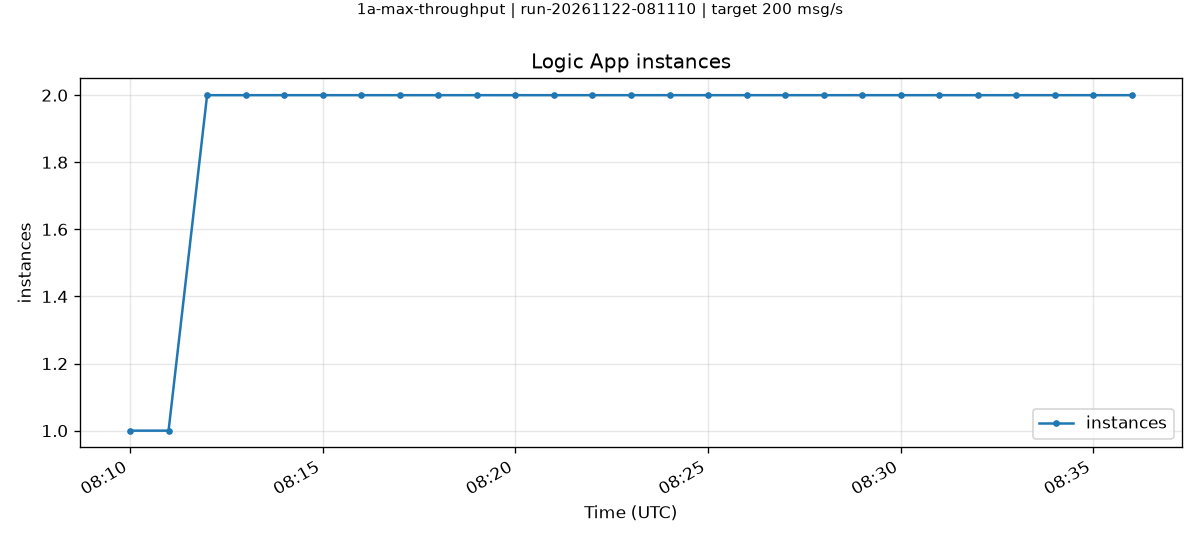 1a-max-throughput | run-20261122-081110 | target 200 msg/s
Logic App instances
2.0
1.8
1.6
1.4
1.2
1.0
instances
instances
08:10
08:15
08:20
08:25
08:30
08:35
Time (UTC)